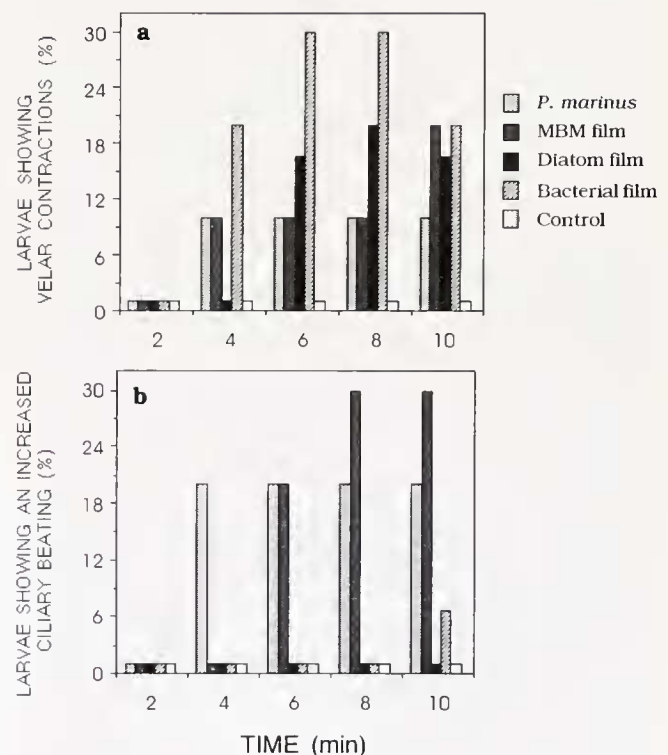 a
LARVAE SHOWING
VELAR CONTRACTIONS (%)
30
24
18
12
6
0
2 4 6 8 10
P. marinus
MBM film
Diatom film
Bacterial film
Control
b
LARVAE SHOWING AN INCREASED
CILIARY BEATING (%)
30
24
18
12
6
0
2 4 6 8 10
TIME (min)